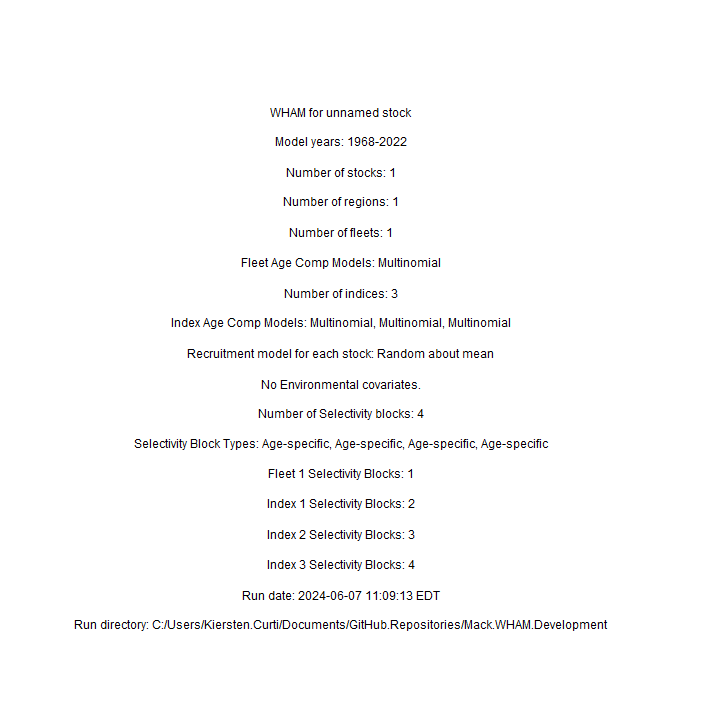 WHAM for unnamed stock
Model years: 1968-2022
Number of stocks: 1
Number of regions: 1
Number of fleets: 1
Fleet Age Comp Models: Multinomial
Number of indices: 3
Index Age Comp Models: Multinomial, Multinomial, Multinomial
Recruitment model for each stock: Random about mean
No Environmental covariates.
Number of Selectivity blocks: 4
Selectivity Block Types: Age-specific, Age-specific, Age-specific, Age-specific
Fleet 1 Selectivity Blocks: 1
Index 1 Selectivity Blocks: 2
Index 2 Selectivity Blocks: 3
Index 3 Selectivity Blocks: 4
Run date: 2024-06-07 11:09:13 EDT
Run directory: C:/Users/Kiersten.Curti/Documents/GitHub.Repositories/Mack.WHAM.Development